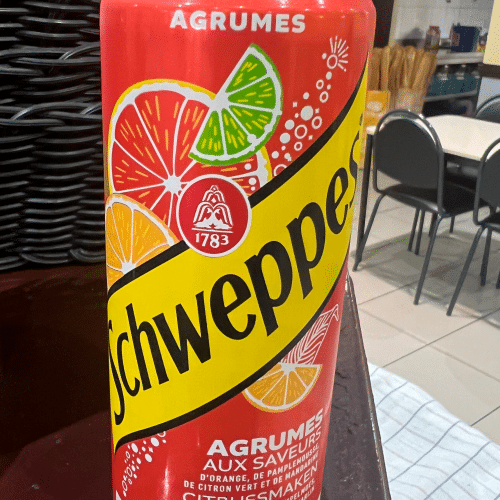 AGRUMES
1783
Schweppes
AGRUMES
AUX SAVEURS
D'ORANGE, DE PAMPLEMOUSSE,
DE CITRON VERT ET DE MANDARINE
CITRUSSMAKEN